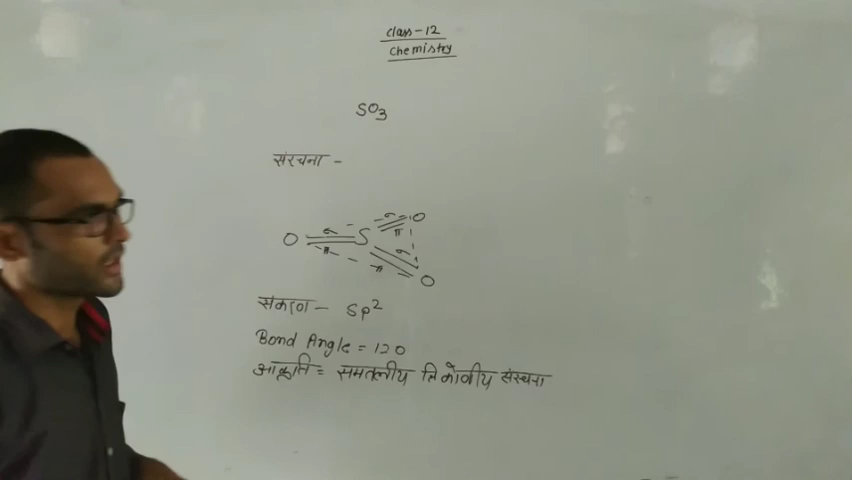 class-12
chemistry
SO3
संरचना -
O σ π S σ π O
σ π O
संकरण - sp²
Bond Angle = 120
आकृति = समतलीय त्रिकोणीय संरचना